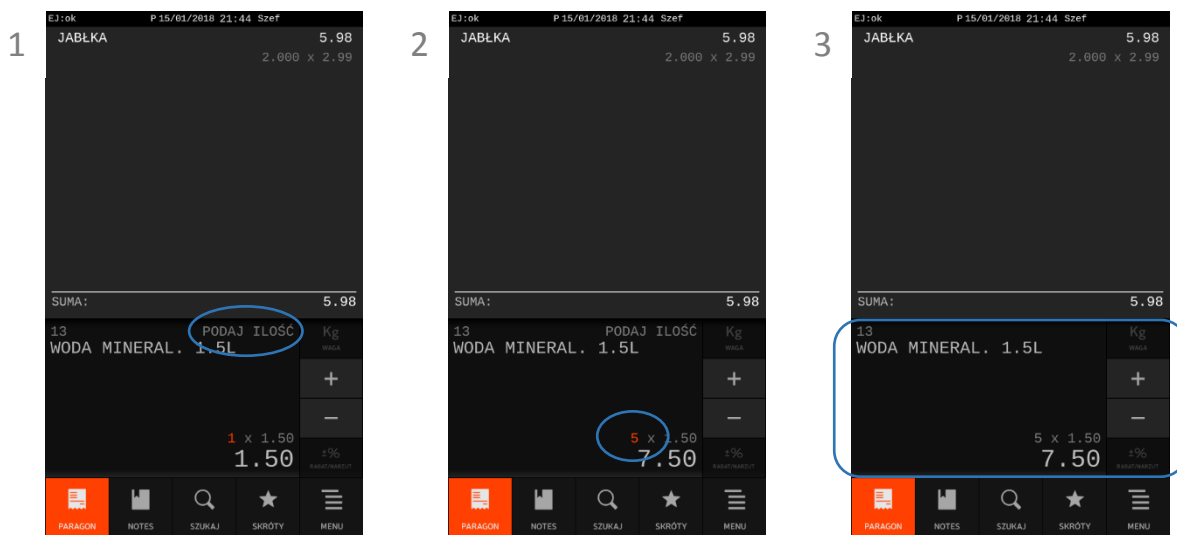 1
EJ:ok P 15/01/2018 21:44 Szef
JABŁKA 5.98
2.000 x 2.99
SUMA: 5.98
13 PODAJ ILOŚĆ Kg
WODA MINERAL. 1.5L WAGA
+
−
1 x 1.50
1.50 ±%
RABAT/NARZUT
PARAGON NOTES SZUKAJ SKRÓTY MENU
2
EJ:ok P 15/01/2018 21:44 Szef
JABŁKA 5.98
2.000 x 2.99
SUMA: 5.98
13 PODAJ ILOŚĆ Kg
WODA MINERAL. 1.5L WAGA
+
−
5 x 1.50
7.50 ±%
RABAT/NARZUT
PARAGON NOTES SZUKAJ SKRÓTY MENU
3
EJ:ok P 15/01/2018 21:44 Szef
JABŁKA 5.98
2.000 x 2.99
SUMA: 5.98
13 Kg
WODA MINERAL. 1.5L WAGA
+
−
5 x 1.50
7.50 ±%
RABAT/NARZUT
PARAGON NOTES SZUKAJ SKRÓTY MENU